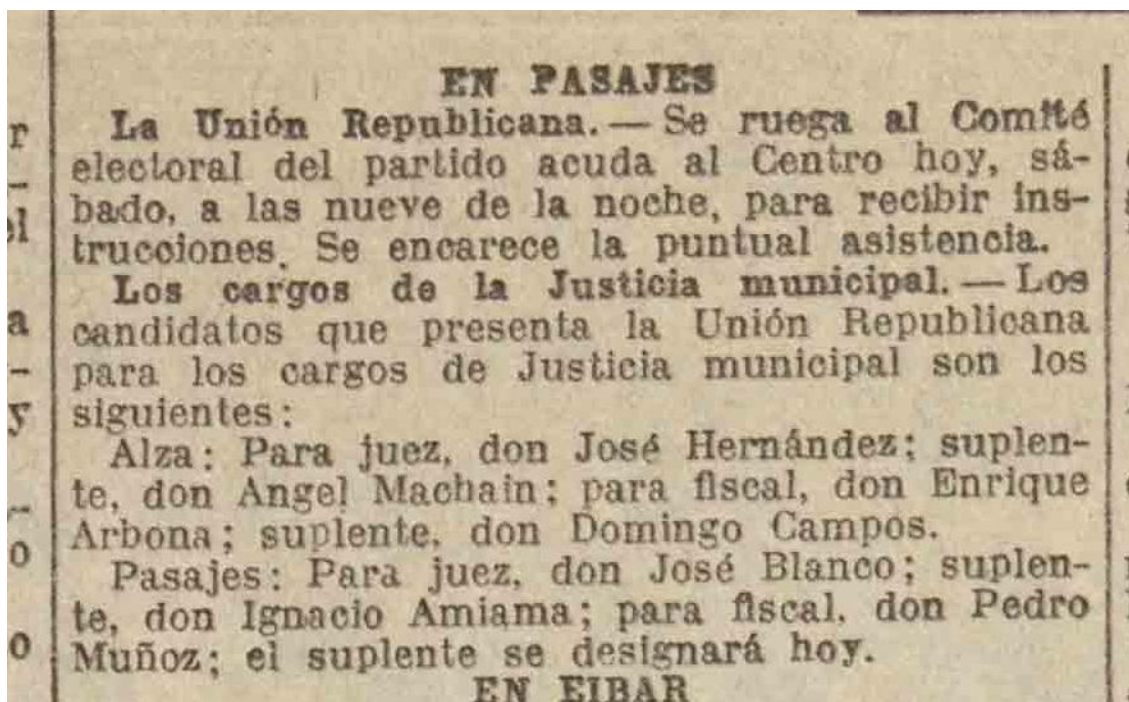 EN PASAJES
La Unión Republicana. — Se ruega al Comité
electoral del partido acuda al Centro hoy, sá-
bado, a las nueve de la noche, para recibir ins-
trucciones. Se encarece la puntual asistencia.
Los cargos de la Justicia municipal. — Los
candidatos que presenta la Unión Republicana
para los cargos de Justicia municipal son los
siguientes:
Alza: Para juez, don José Hernández; suplen-
te, don Angel Machain; para fiscal, don Enrique
Arbona; suplente, don Domingo Campos.
Pasajes: Para juez, don José Blanco; suplen-
te, don Ignacio Amiama; para fiscal, don Pedro
Muñoz; el suplente se designará hoy.
EN EIBAR